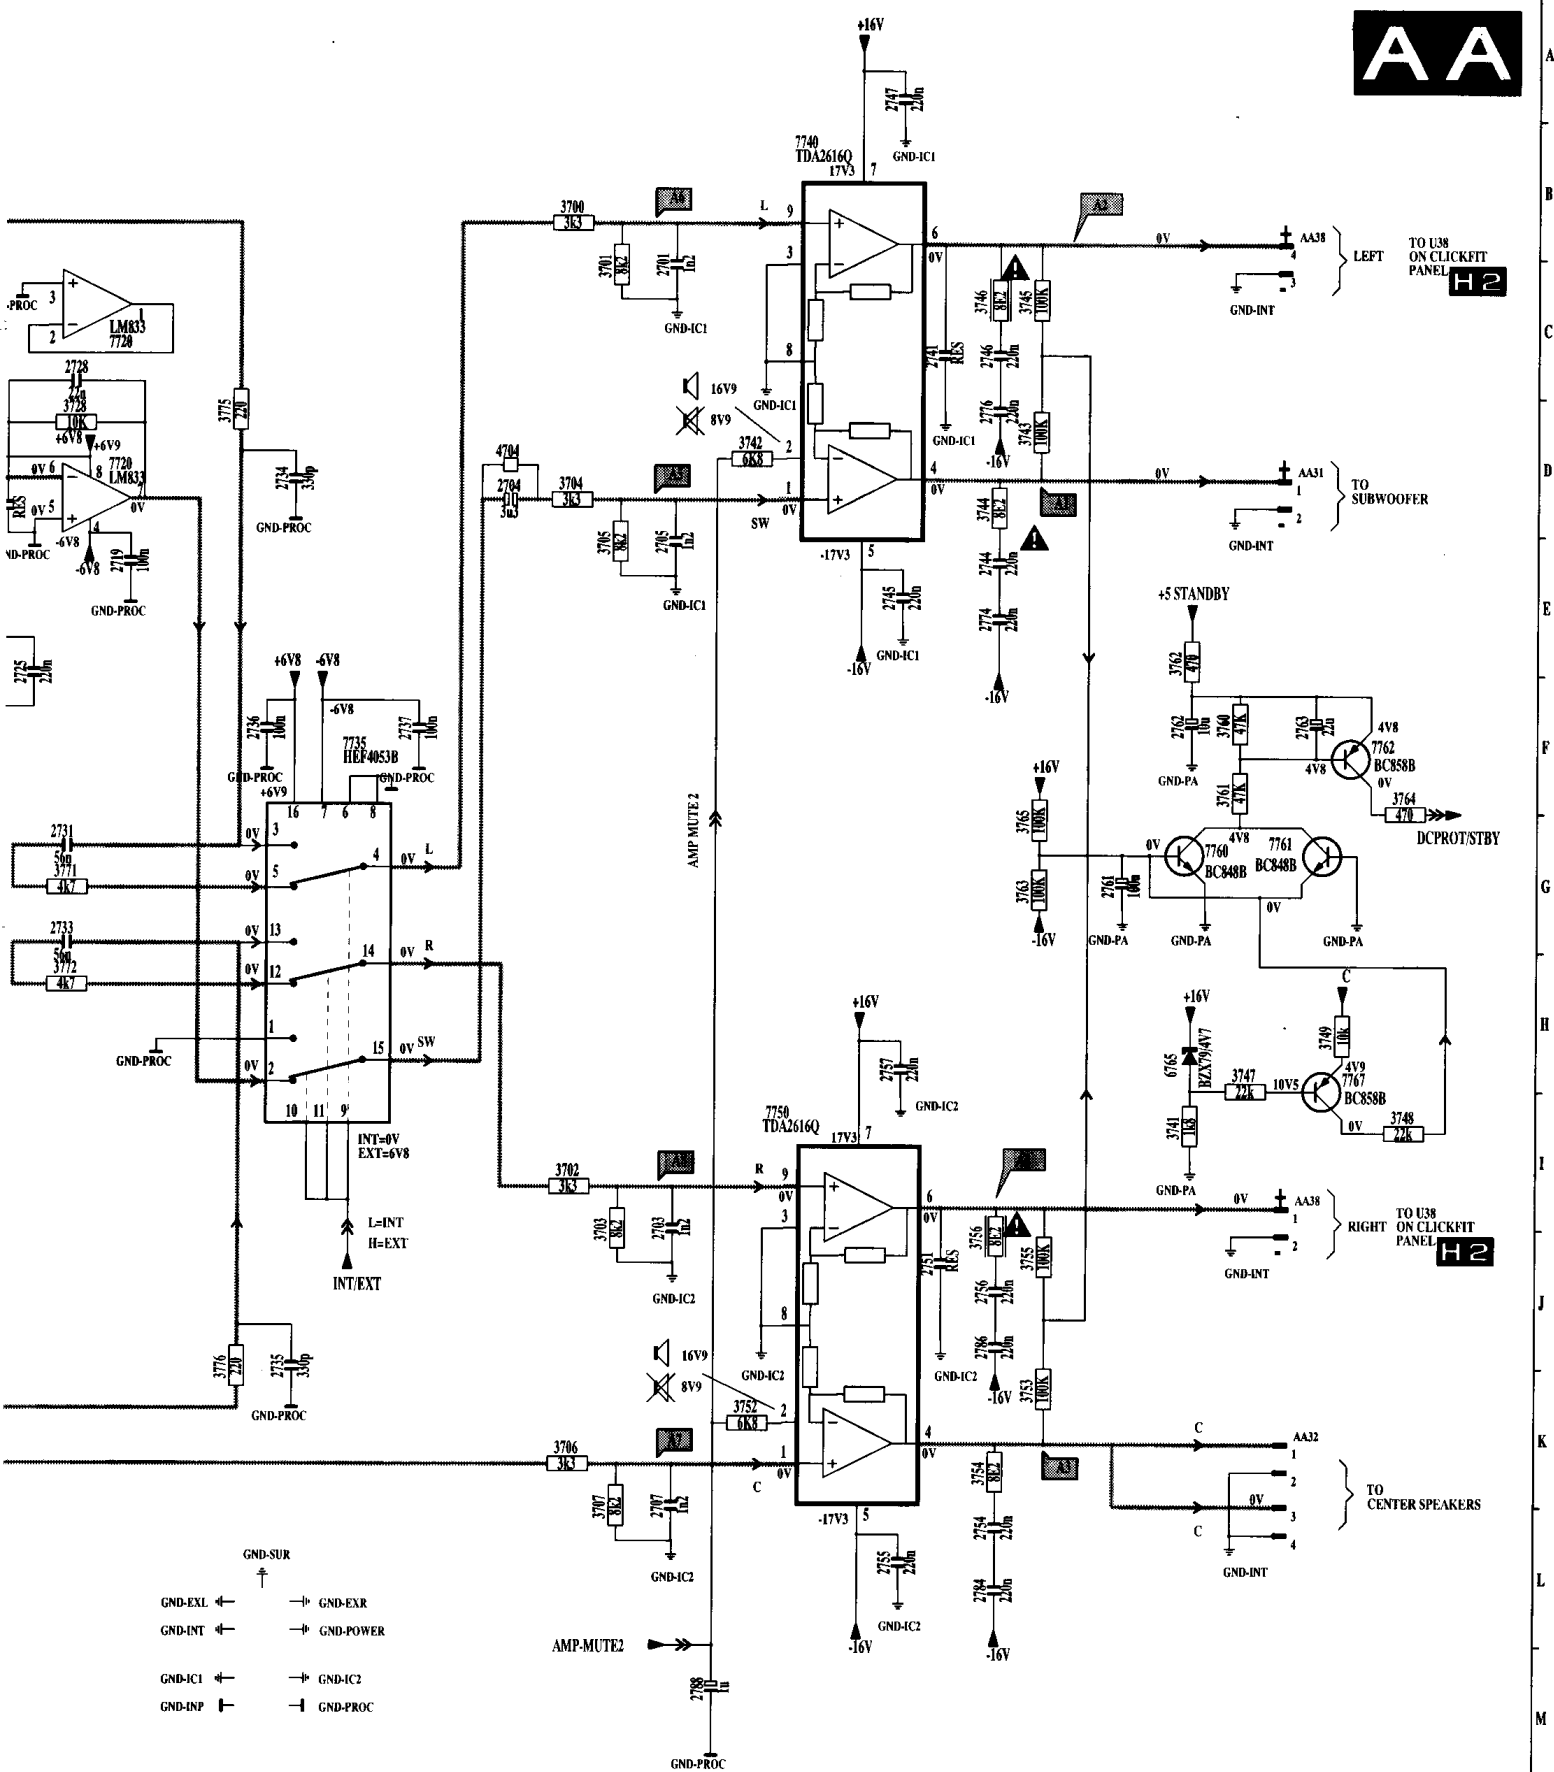 AA
A
B
C
D
E
F
G
H
I
J
K
L
M
+16V
2747
220n
GND-IC1
7740
TDA2616Q
17V3
7
A6
L
9
3700
3k3
3701
8k2
2701
1n2
GND-IC1
3
8
GND-IC1
6
0V
A2
0V
AA38
4
3
LEFT
TO U38
ON CLICKFIT
PANEL
H2
GND-INT
3746
8E2
3745
100K
2741
RES
GND-IC1
2746
220n
2776
220n
-16V
3743
100K
-PROC
3
2
1
LM833
7720
2728
22n
3728
10K
+6V8
+6V9
3775
220
0V 6
8
7720
LM833
7
0V
0V 5
4
RES
-6V8
-6V8
ND-PROC
2719
100n
GND-PROC
2734
330p
GND-PROC
16V9
8V9
3742
6K8
2
4704
2704
3u3
3704
3k3
A5
3705
8k2
2705
1n2
GND-IC1
1
0V
SW
4
0V
A1
0V
AA31
1
2
TO
SUBWOOFER
GND-INT
3744
8E2
2744
220n
2774
220n
-16V
-17V3
5
2745
220n
GND-IC1
-16V
+5 STANDBY
3762
470
2762
10u
GND-PA
3760
47K
2763
22n
4V8
7762
BC858B
4V8
0V
3761
47K
3764
470
DCPROT/STBY
2725
220n
+6V8
-6V8
2736
100n
GND-PROC
-6V8
2737
100n
GND-PROC
7735
HEF4053B
+6V9
16
7
6
8
AMP MUTE 2
+16V
3765
100K
3763
100K
-16V
2761
100u
GND-PA
0V
7760
BC848B
4V8
7761
BC848B
0V
GND-PA
GND-PA
2731
56n
3771
4k7
0V
3
0V
5
4
0V
L
2733
56n
3772
4k7
0V
13
0V
12
14
0V
R
1
GND-PROC
0V
2
15
0V
SW
10
11
9
INT=0V
EXT=6V8
L=INT
H=EXT
INT/EXT
+16V
6765
BZX79/4V7
3747
22k
10V5
C
3749
10k
4V9
7767
BC858B
0V
3748
22k
3741
1k8
GND-PA
+16V
2757
220n
GND-IC2
7750
TDA2616Q
17V3
7
3702
3k3
R
9
0V
3703
8k2
2703
1n2
GND-IC2
3
8
GND-IC2
6
0V
0V
AA38
1
2
RIGHT
TO U38
ON CLICKFIT
PANEL
H2
GND-INT
3756
8E2
3755
100K
2751
RES
GND-IC2
2756
220n
2786
220n
-16V
3753
100K
3776
220
2735
330p
GND-PROC
16V9
8V9
3752
6K8
2
3706
3k3
A7
3707
8k2
2707
1n2
GND-IC2
1
0V
C
4
0V
A3
3754
8E2
2754
220n
2784
220n
-16V
C
AA32
1
2
0V
3
C
4
TO
CENTER SPEAKERS
GND-INT
-17V3
5
2755
220n
GND-IC2
-16V
GND-SUR
GND-EXL
GND-EXR
GND-INT
GND-POWER
GND-IC1
GND-IC2
GND-INP
GND-PROC
AMP-MUTE2
2788
1u
GND-PROC